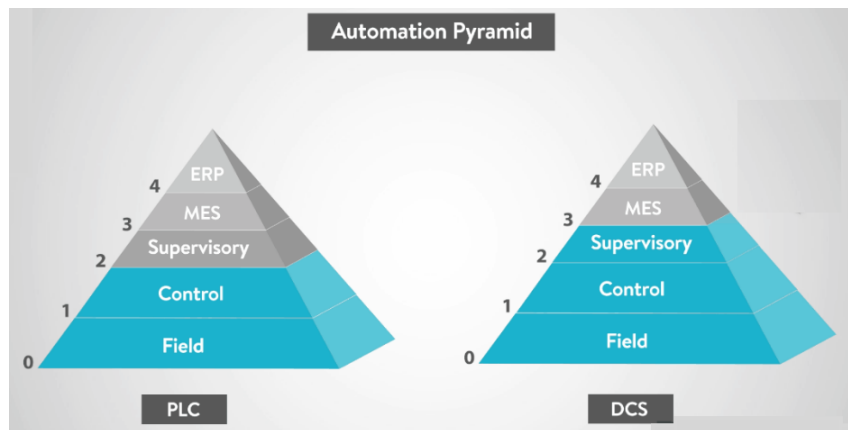 Automation Pyramid
4
ERP
3
MES
2
Supervisory
1
Control
0
Field
PLC
4
ERP
3
MES
2
Supervisory
1
Control
0
Field
DCS